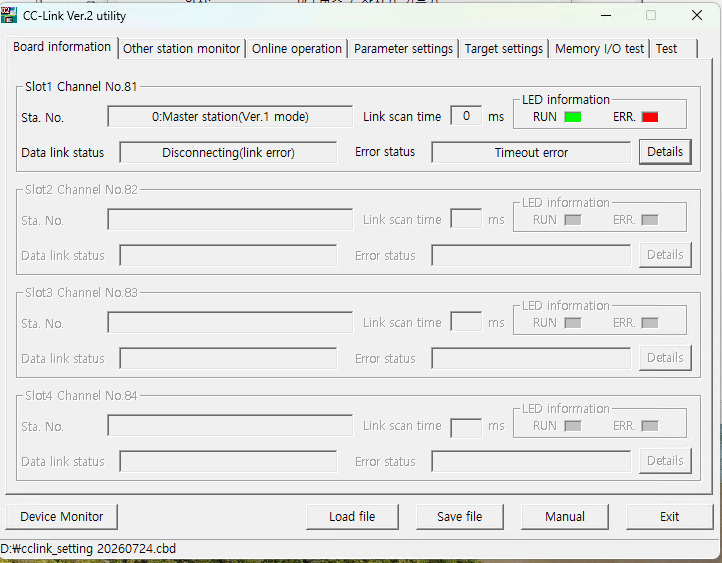 CC-Link Ver.2 utility
Board information Other station monitor Online operation Parameter settings Target settings Memory I/O test Test
Slot1 Channel No.81
LED information
Sta. No. 0:Master station(Ver.1 mode) Link scan time 0 ms RUN ERR.
Data link status Disconnecting(link error) Error status Timeout error Details
Slot2 Channel No.82
LED information
Sta. No. Link scan time ms RUN ERR.
Data link status Error status Details
Slot3 Channel No.83
LED information
Sta. No. Link scan time ms RUN ERR.
Data link status Error status Details
Slot4 Channel No.84
LED information
Sta. No. Link scan time ms RUN ERR.
Data link status Error status Details
Device Monitor Load file Save file Manual Exit
D:₩cclink_setting 20260724.cbd